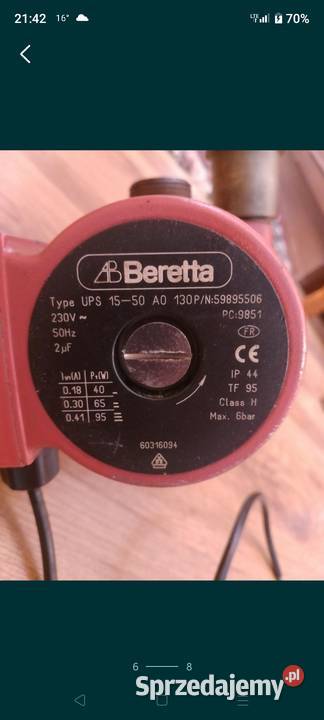 21:42 16° LTE 70%
Beretta
Type UPS 15-50 AO 130 P/N:59895506
230V ~ PC:9851
50Hz FR
2µF CE
I₁/₁(A) P₁(W) IP 44
0.18 40 TF 95
0.30 65 Class H
0.41 95 Max. 6bar
60316094
6 8
Sprzedajemy.pl